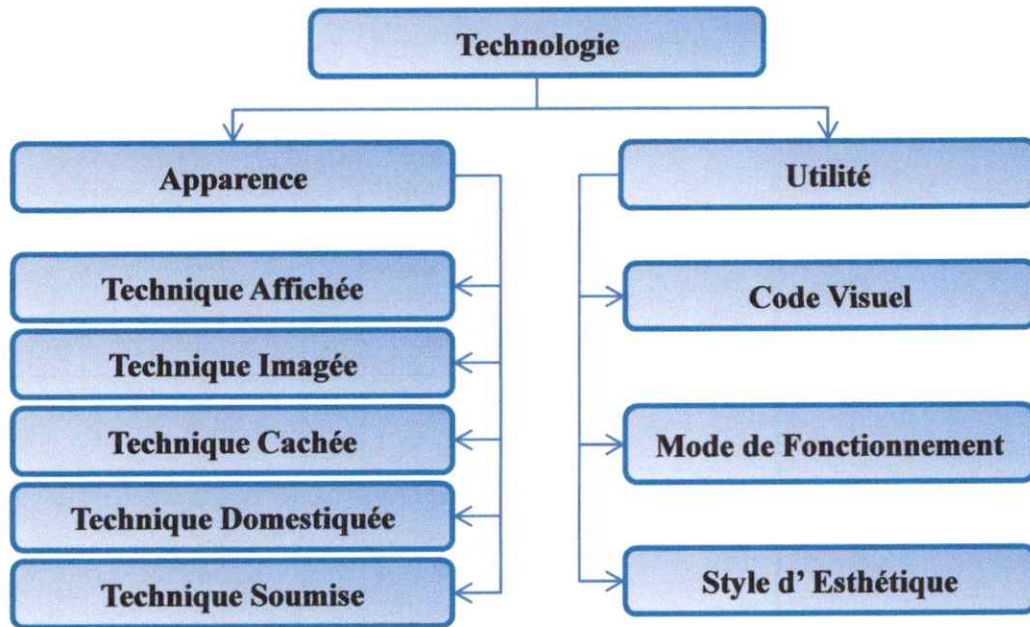 Technologie
Apparence
Utilité
Technique Affichée
Technique Imagée
Technique Cachée
Technique Domestiquée
Technique Soumise
Code Visuel
Mode de Fonctionnement
Style d’ Esthétique